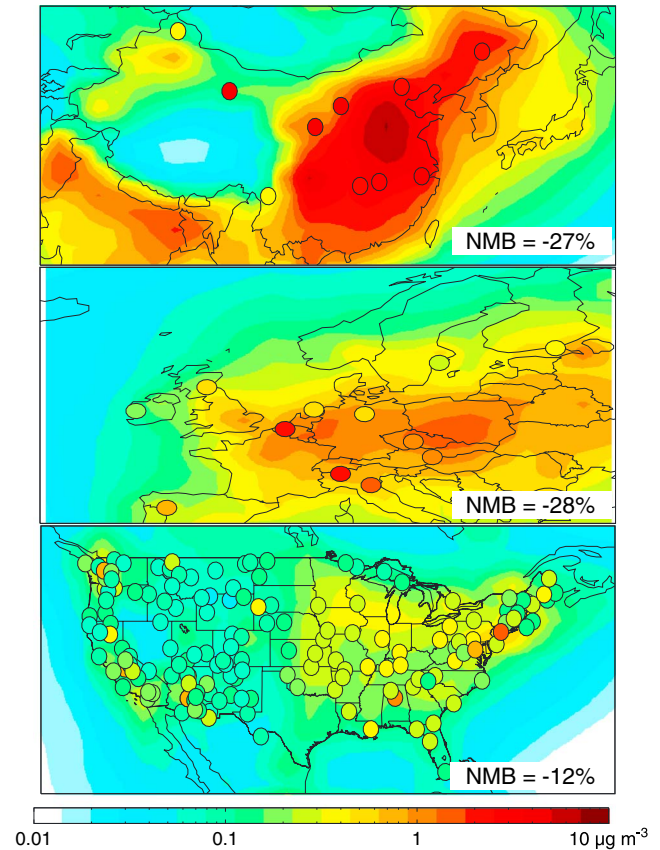 NMB = -27%
NMB = -28%
NMB = -12%
0.01 0.1 1 10 µg m⁻³